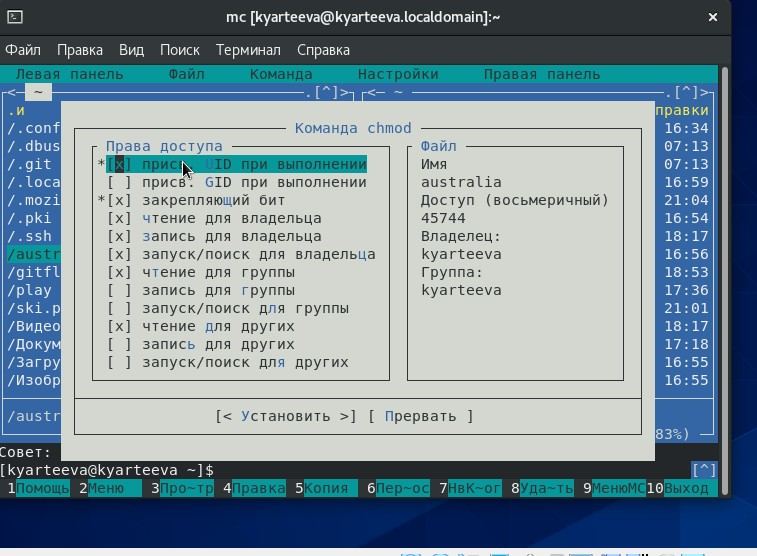 mc [kyarteeva@kyarteeva.localdomain]:~
Файл Правка Вид Поиск Терминал Справка
Левая панель Файл Команда Настройки Правая панель
<─ ~ .[^]> <─ ~ .[^]>
.и правки
/.conf 16:34
/.dbus 07:13
/.git 07:13
/.loca 16:59
/.mozi 21:04
/.pki 16:54
/.ssh 18:17
/austr 16:56
/gitfl 18:53
/play 17:36
/ski.p 21:01
/Видео 18:17
/Докум 17:18
/Загру 16:55
/Изобр 16:55
/austr
83%)
Команда chmod
Права доступа
*[x] присв. UID при выполнении
[ ] присв. GID при выполнении
*[x] закрепляющий бит
[x] чтение для владельца
[x] запись для владельца
[x] запуск/поиск для владельца
[x] чтение для группы
[ ] запись для группы
[ ] запуск/поиск для группы
[x] чтение для других
[ ] запись для других
[ ] запуск/поиск для других
Файл
Имя
australia
Доступ (восьмеричный)
45744
Владелец:
kyarteeva
Группа:
kyarteeva
[< Установить >] [ Прервать ]
Совет:
[kyarteeva@kyarteeva ~]$ [^]
1Помощь 2Меню 3Про~тр 4Правка 5Копия 6Пер~ос 7НвК~ог 8Уда~ть 9МенюMC 10Выход